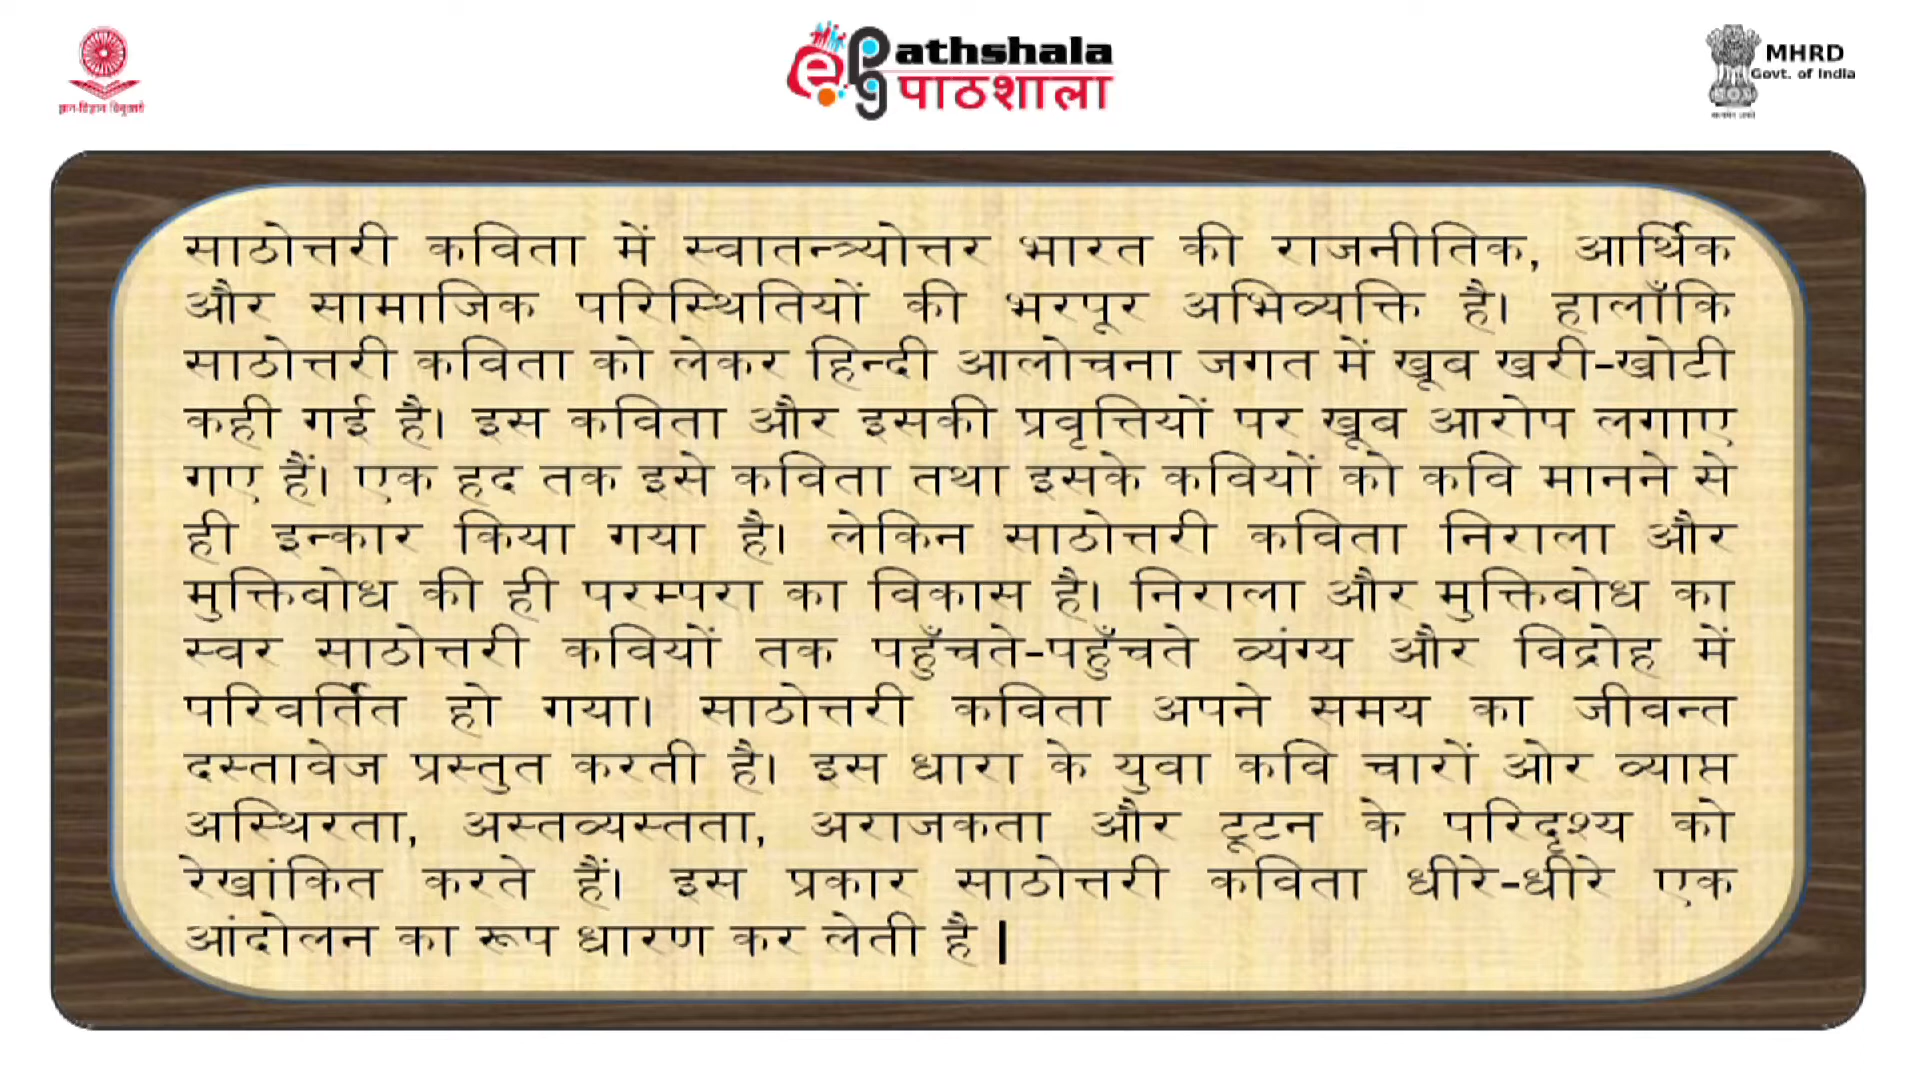 ज्ञान-विज्ञान विमुक्तये
e Pg athshala
पाठशाला
MHRD
Govt. of India
साठोत्तरी कविता में स्वातन्त्र्योत्तर भारत की राजनीतिक, आर्थिक
और सामाजिक परिस्थितियों की भरपूर अभिव्यक्ति है। हालाँकि
साठोत्तरी कविता को लेकर हिन्दी आलोचना जगत में खूब खरी-खोटी
कही गई है। इस कविता और इसकी प्रवृत्तियों पर खूब आरोप लगाए
गए हैं। एक हद तक इसे कविता तथा इसके कवियों को कवि मानने से
ही इन्कार किया गया है। लेकिन साठोत्तरी कविता निराला और
मुक्तिबोध की ही परम्परा का विकास है। निराला और मुक्तिबोध का
स्वर साठोत्तरी कवियों तक पहुँचते-पहुँचते व्यंग्य और विद्रोह में
परिवर्तित हो गया। साठोत्तरी कविता अपने समय का जीवन्त
दस्तावेज प्रस्तुत करती है। इस धारा के युवा कवि चारों ओर व्याप्त
अस्थिरता, अस्तव्यस्तता, अराजकता और टूटन के परिदृश्य को
रेखांकित करते हैं। इस प्रकार साठोत्तरी कविता धीरे-धीरे एक
आंदोलन का रूप धारण कर लेती है।